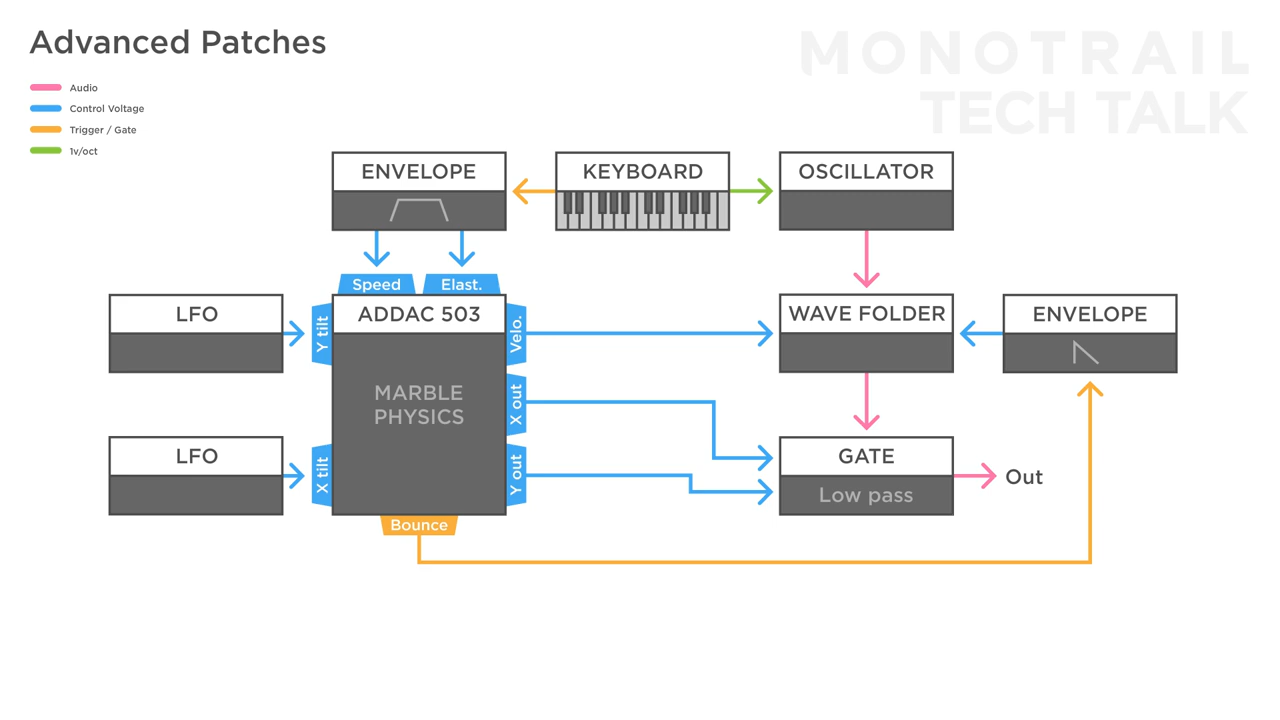 Advanced Patches
MONOTRAIL
TECH TALK
Audio
Control Voltage
Trigger / Gate
1v/oct
ENVELOPE
KEYBOARD
OSCILLATOR
Speed
Elast.
LFO
Y tilt
ADDAC 503
Velo.
WAVE FOLDER
ENVELOPE
MARBLE
PHYSICS
X out
LFO
X tilt
Y out
GATE
Low pass
Out
Bounce